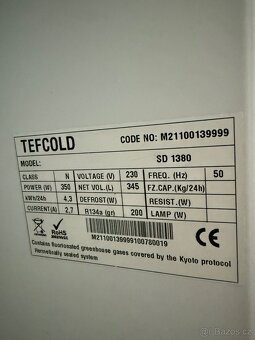 TEFCOLD CODE NO: M21100139999
MODEL: SD 1380
CLASS N VOLTAGE (V) 230 FREQ. (HZ) 50
POWER (W) 350 NET VOL.(L) 345 FZ.CAP.(Kg/24h)
kWh/24h 4.3 DEFROST(W) RESIST.(W)
CURRENT(A) 2.7 R134a (gr) 200 LAMP (W)
RoHS
CE
M21100139999100780019
Contains fluorinated greenhouse gases covered by the Kyoto protocol
Hermetically sealed system